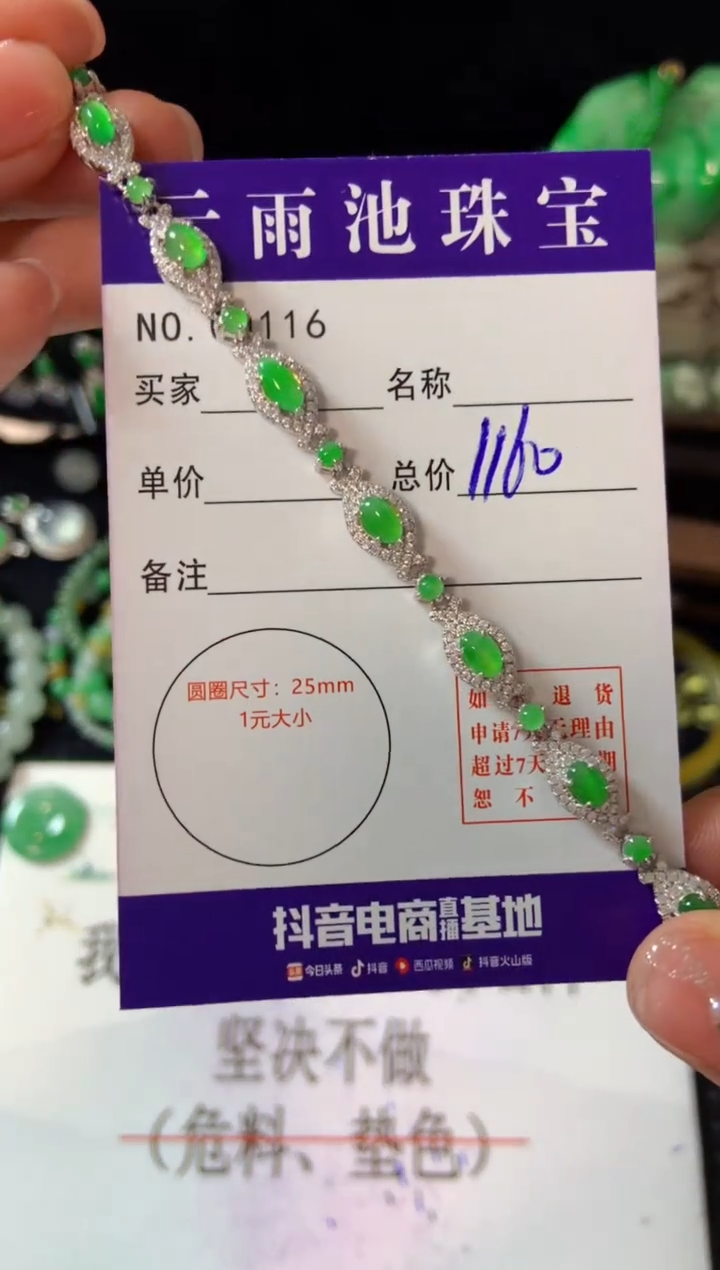 雨池珠宝
NO. 116
买家 名称
单价 总价 1160
备注
圆圈尺寸：25mm
1元大小
如 退 货
申请7 理由
超过7天 期
恕 不
抖音电商直播基地
今日头条 抖音 西瓜视频 抖音火山版
我
坚决不做
（危料、垫色）